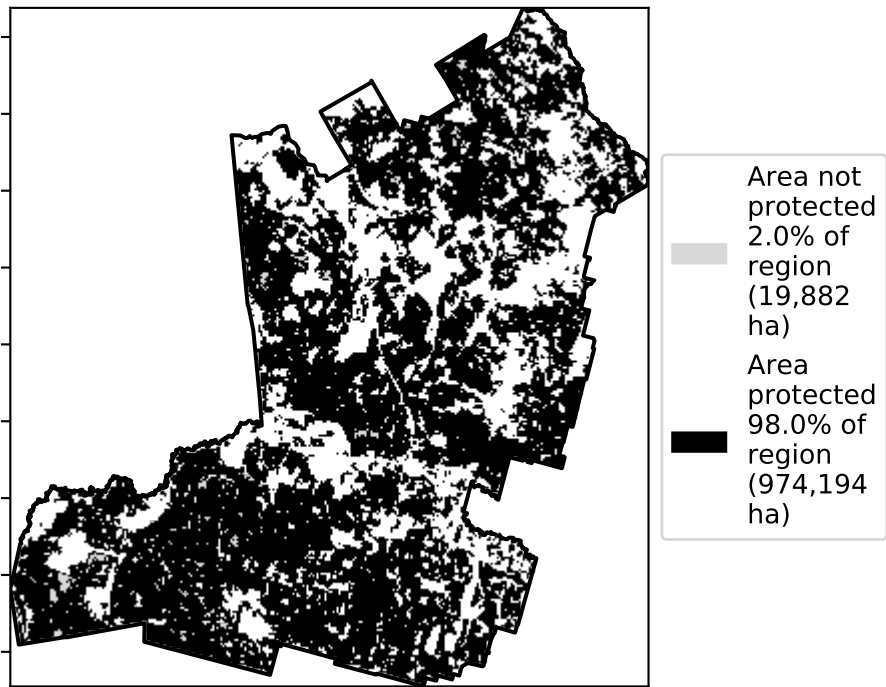 Area not
protected
2.0% of
region
(19,882
ha)
Area
protected
98.0% of
region
(974,194
ha)